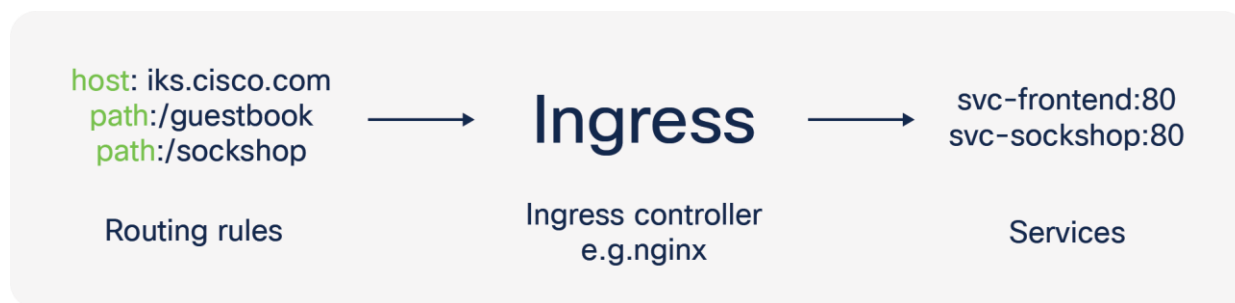 host: iks.cisco.com
path:/guestbook
path:/sockshop
Routing rules
Ingress
Ingress controller
e.g.nginx
svc-frontend:80
svc-sockshop:80
Services